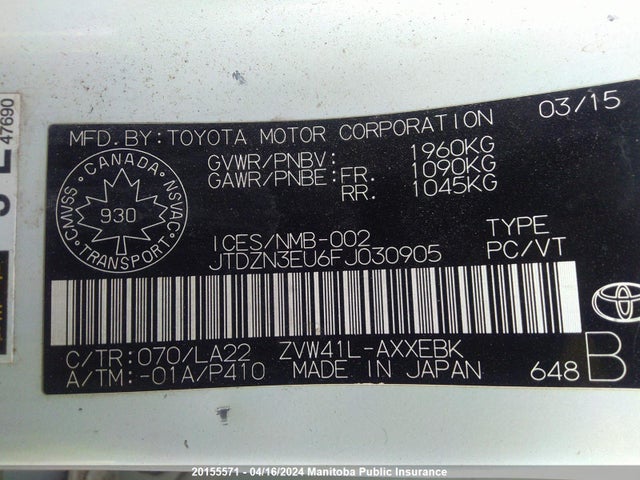 47690
03/15
MFD. BY: TOYOTA MOTOR CORPORATION
GVWR/PNBV: 1960KG
GAWR/PNBE: FR. 1090KG
RR. 1045KG
CANADA
CMVSS
NSVAC
930
TRANSPORT
ICES/NMB-002
TYPE
JTDZN3EU6FJ030905
PC/VT
C/TR: 070/LA22 ZVW41L-AXXEBK
A/TM: -01A/P410 MADE IN JAPAN
648 B
20155571 - 04/16/2024 Manitoba Public Insurance